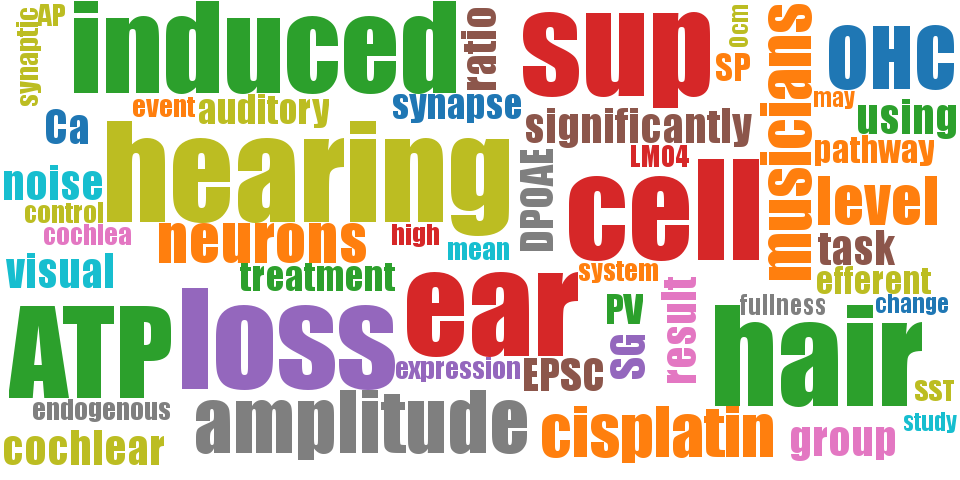 synaptic
AP
induced
ratio
sup
SP
Ocm
musicians
OHC
event
auditory
synapse
may
using
Ca
hearing
significantly
LMO4
DPOAE
cell
pathway
noise
control
cochlea
neurons
high
mean
level
task
efferent
visual
treatment
ear
system
change
fullness
ATP
loss
PV
SG
result
hair
expression
EPSC
SST
endogenous
amplitude
cisplatin
group
study
cochlear